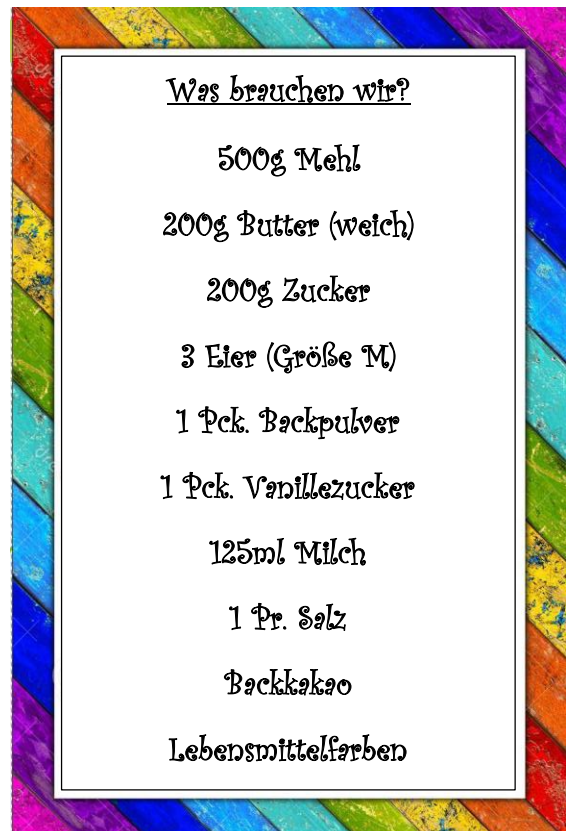 Was brauchen wir?
500g Mehl
200g Butter (weich)
200g Zucker
3 Eier (Größe M)
1 Pck. Backpulver
1 Pck. Vanillezucker
125ml Milch
1 Pr. Salz
Backkakao
Lebensmittelfarben